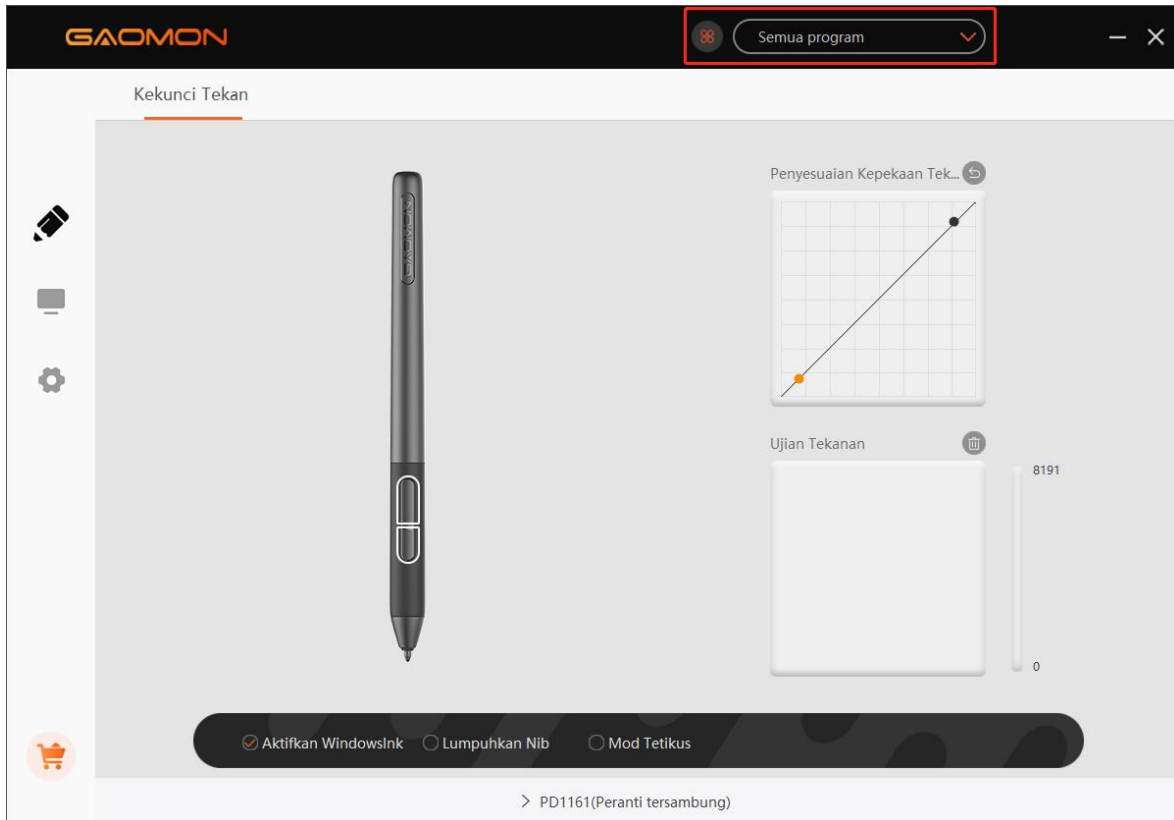 GAOMON
Semua program
Kekunci Tekan
Penyesuaian Kepekaan Tek...
GAOMON
Ujian Tekanan
8191
0
Aktifkan WindowsInk
Lumpuhkan Nib
Mod Tetikus
> PD1161(Peranti tersambung)